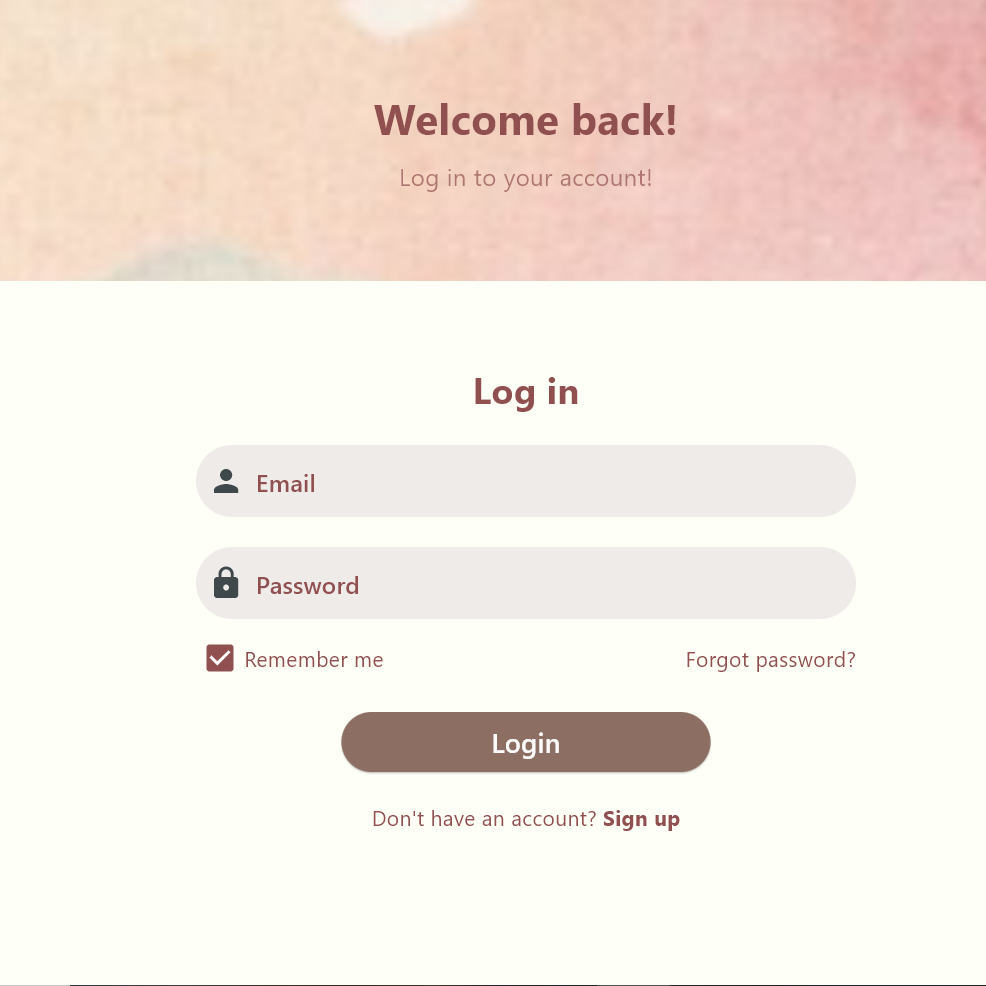 Welcome back!
Log in to your account!
Log in
Email
Password
Remember me
Forgot password?
Login
Don't have an account? Sign up